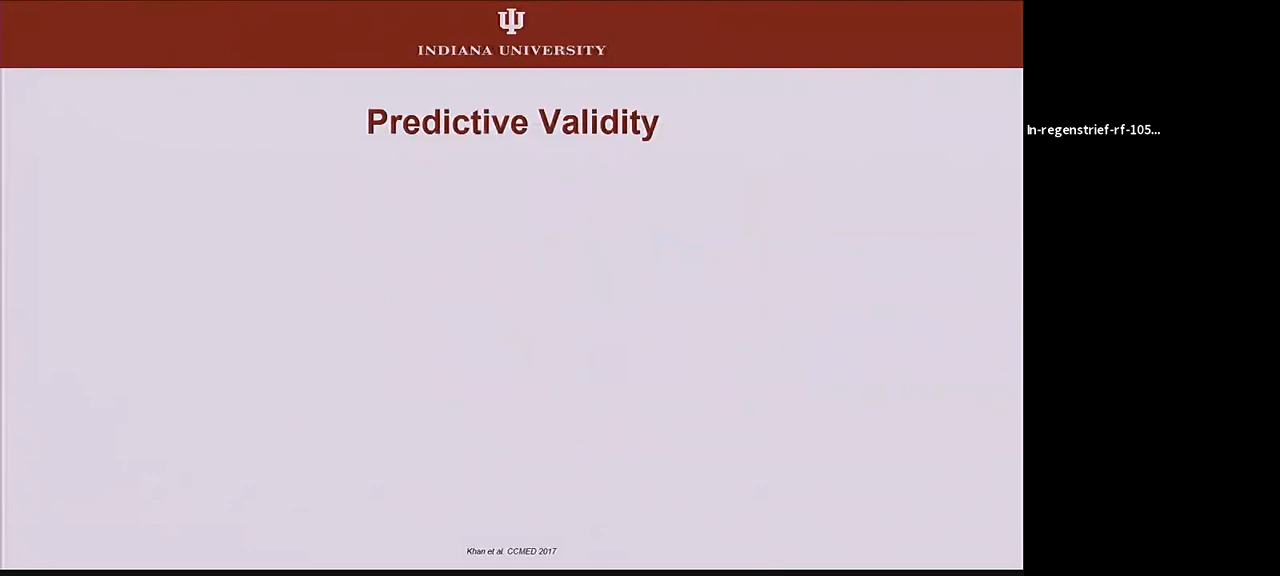 INDIANA UNIVERSITY
Predictive Validity
In-regenstrief-rf-105...
Khan et al. CCMED 2017